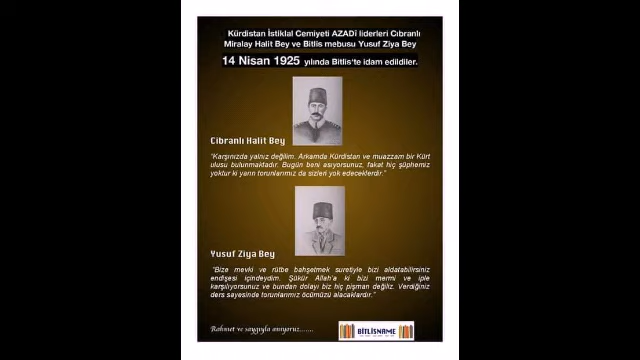 Kürdistan İstiklal Cemiyeti AZADÎ liderleri Cıbranlı
Miralay Halit Bey ve Bitlis mebusu Yusuf Ziya Bey
14 Nisan 1925 yılında Bitlis'te idam edildiler.
Cibranlı Halit Bey
"Karşınızda yalnız değilim. Arkamda Kürdistan ve muazzam bir Kürt
ulusu bulunmaktadır. Bugün beni asıyorsunuz, fakat hiç şüphemiz
yoktur ki yarın torunlarımız da sizleri yok edeceklerdir."
Yusuf Ziya Bey
"Bize mevki ve rütbe bahşetmek suretiyle bizi aldatabilirsiniz
endişesi içindeydim. Şükür Allah'a ki bizi mermi ve iple
karşılıyorsunuz ve bundan dolayı biz hiç pişman değiliz. Verdiğiniz
ders sayesinde torunlarımız öcümüzü alacaklardır."
Rahmet ve saygıyla anıyoruz.......
BİTLİSNAME